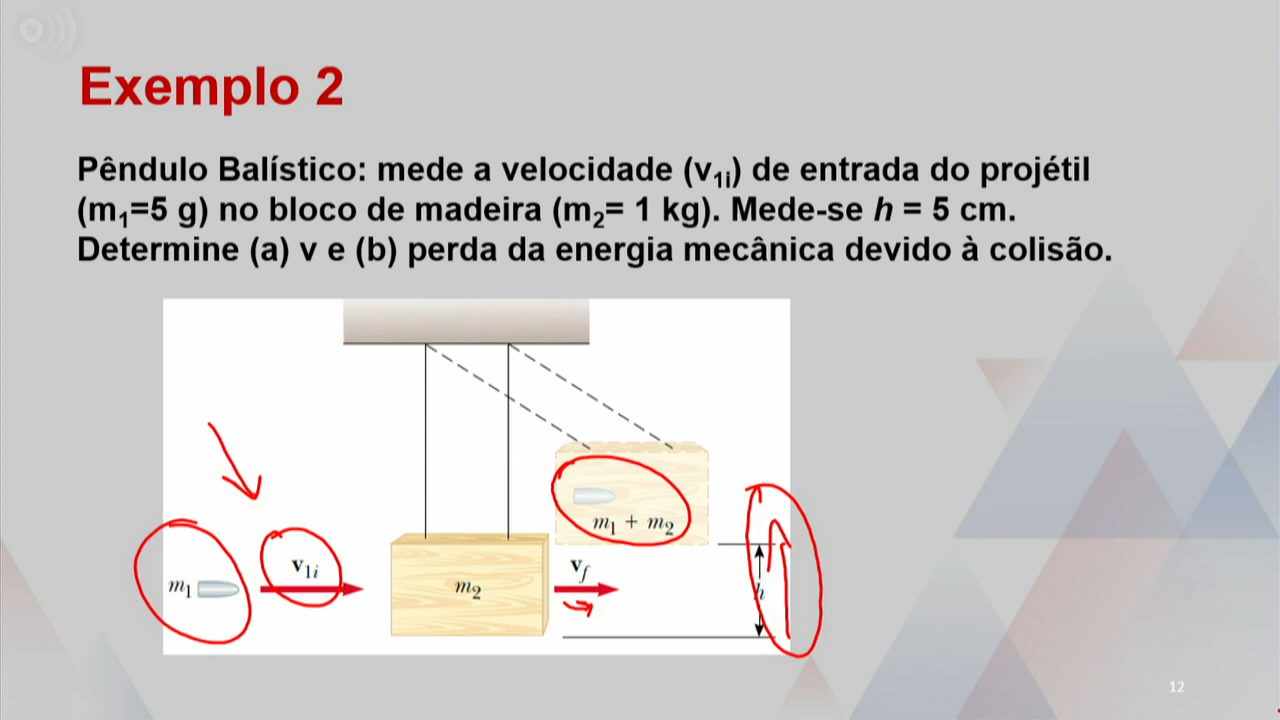 Exemplo 2
Pêndulo Balístico: mede a velocidade (v1i) de entrada do projétil
(m1=5 g) no bloco de madeira (m2= 1 kg). Mede-se h = 5 cm.
Determine (a) v e (b) perda da energia mecânica devido à colisão.
m1 + m2
m1
v1i
m2
vf
h
12